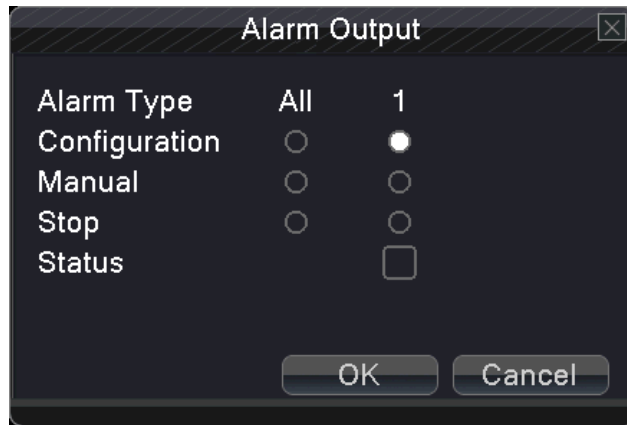 Alarm Output
Alarm Type All 1
Configuration
Manual
Stop
Status
OK Cancel